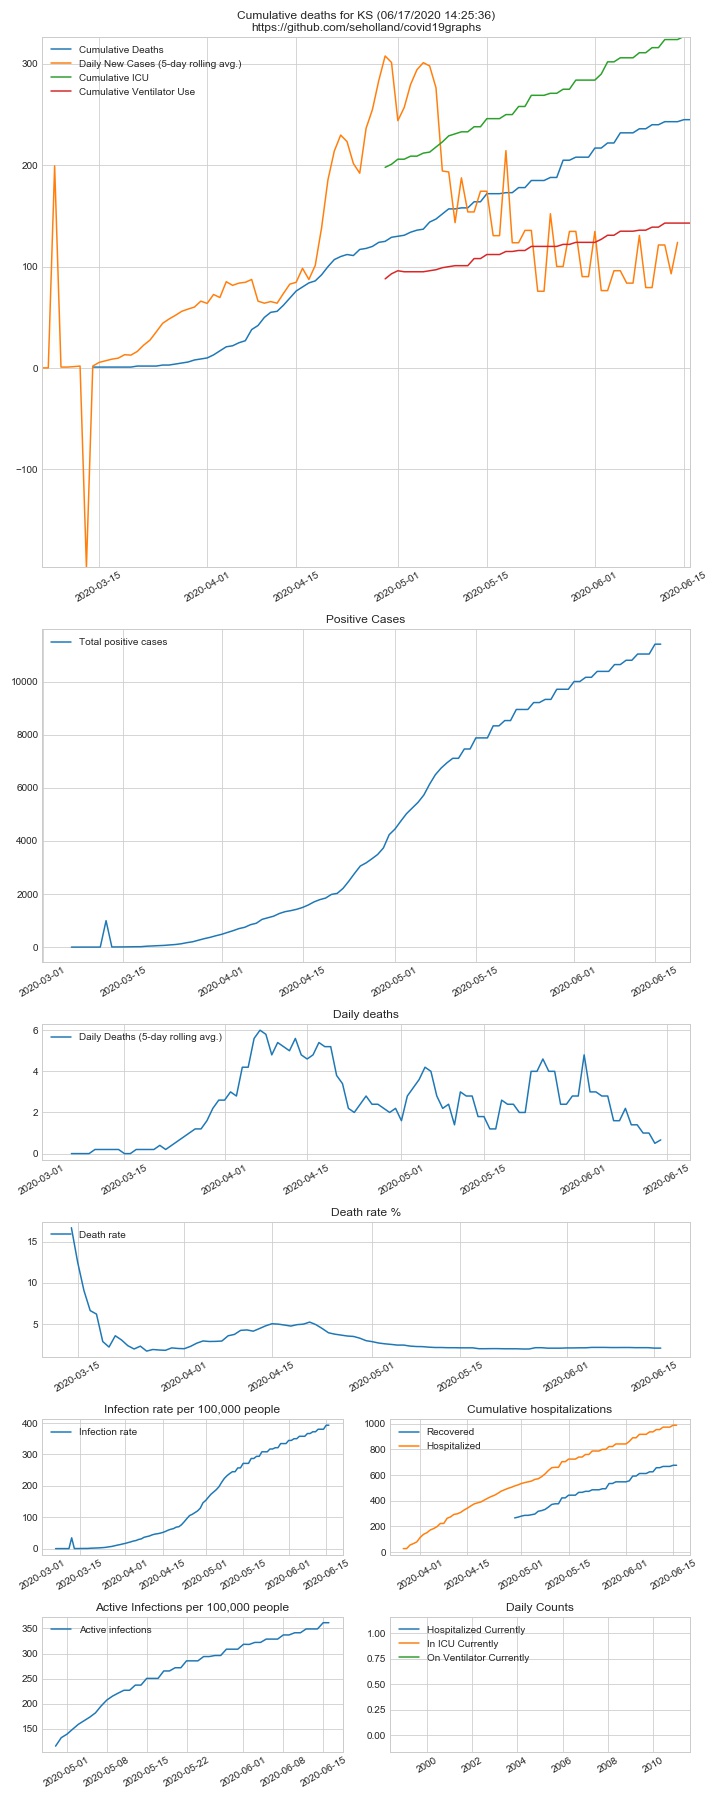 Cumulative deaths for KS (06/17/2020 14:25:36)
https://github.com/seholland/covid19graphs
Cumulative Deaths
Daily New Cases (5-day rolling avg.)
Cumulative ICU
Cumulative Ventilator Use
300
200
100
0
−100
2020-03-15 2020-04-01 2020-04-15 2020-05-01 2020-05-15 2020-06-01 2020-06-15
Positive Cases
Total positive cases
10000
8000
6000
4000
2000
0
2020-03-01 2020-03-15 2020-04-01 2020-04-15 2020-05-01 2020-05-15 2020-06-01 2020-06-15
Daily deaths
Daily Deaths (5-day rolling avg.)
6
4
2
0
2020-03-01 2020-03-15 2020-04-01 2020-04-15 2020-05-01 2020-05-15 2020-06-01 2020-06-15
Death rate %
Death rate
15
10
5
2020-03-15 2020-04-01 2020-04-15 2020-05-01 2020-05-15 2020-06-01 2020-06-15
Infection rate per 100,000 people
Infection rate
400
300
200
100
0
2020-03-01 2020-03-15 2020-04-01 2020-04-15 2020-05-01 2020-05-15 2020-06-01 2020-06-15
Cumulative hospitalizations
Recovered
Hospitalized
1000
800
600
400
200
0
2020-04-01 2020-04-15 2020-05-01 2020-05-15 2020-06-01 2020-06-15
Active Infections per 100,000 people
Active infections
350
300
250
200
150
2020-05-01 2020-05-08 2020-05-15 2020-05-22 2020-06-01 2020-06-08 2020-06-15
Daily Counts
Hospitalized Currently
In ICU Currently
On Ventilator Currently
1.00
0.75
0.50
0.25
0.00
2000 2002 2004 2006 2008 2010